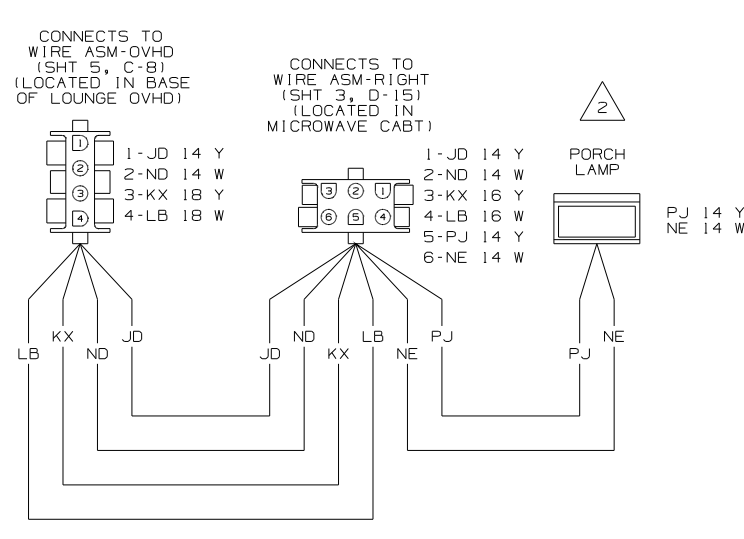 CONNECTS TO
WIRE ASM-OVHD
(SHT 5, C-8)
(LOCATED IN BASE
OF LOUNGE OVHD)
CONNECTS TO
WIRE ASM-RIGHT
(SHT 3, D-15)
(LOCATED IN
MICROWAVE CABT)
2
1
2
3
4
1-JD 14 Y
2-ND 14 W
3-KX 18 Y
4-LB 18 W
3 2 1
6 5 4
1-JD 14 Y
2-ND 14 W
3-KX 16 Y
4-LB 16 W
5-PJ 14 Y
6-NE 14 W
PORCH
LAMP
PJ 14 Y
NE 14 W
LB
KX
ND
JD
JD
ND
KX
LB
NE
PJ
PJ
NE